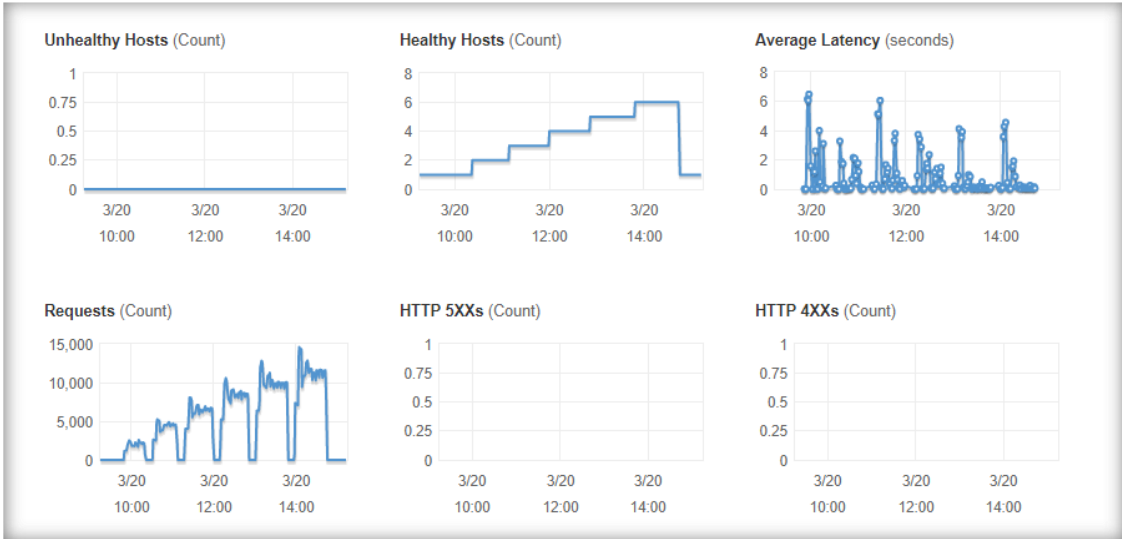 Unhealthy Hosts (Count)
1
0.75
0.5
0.25
0
3/20 3/20 3/20
10:00 12:00 14:00
Healthy Hosts (Count)
8
6
4
2
0
3/20 3/20 3/20
10:00 12:00 14:00
Average Latency (seconds)
8
6
4
2
0
3/20 3/20 3/20
10:00 12:00 14:00
Requests (Count)
15,000
10,000
5,000
0
3/20 3/20 3/20
10:00 12:00 14:00
HTTP 5XXs (Count)
1
0.75
0.5
0.25
0
3/20 3/20 3/20
10:00 12:00 14:00
HTTP 4XXs (Count)
1
0.75
0.5
0.25
0
3/20 3/20 3/20
10:00 12:00 14:00